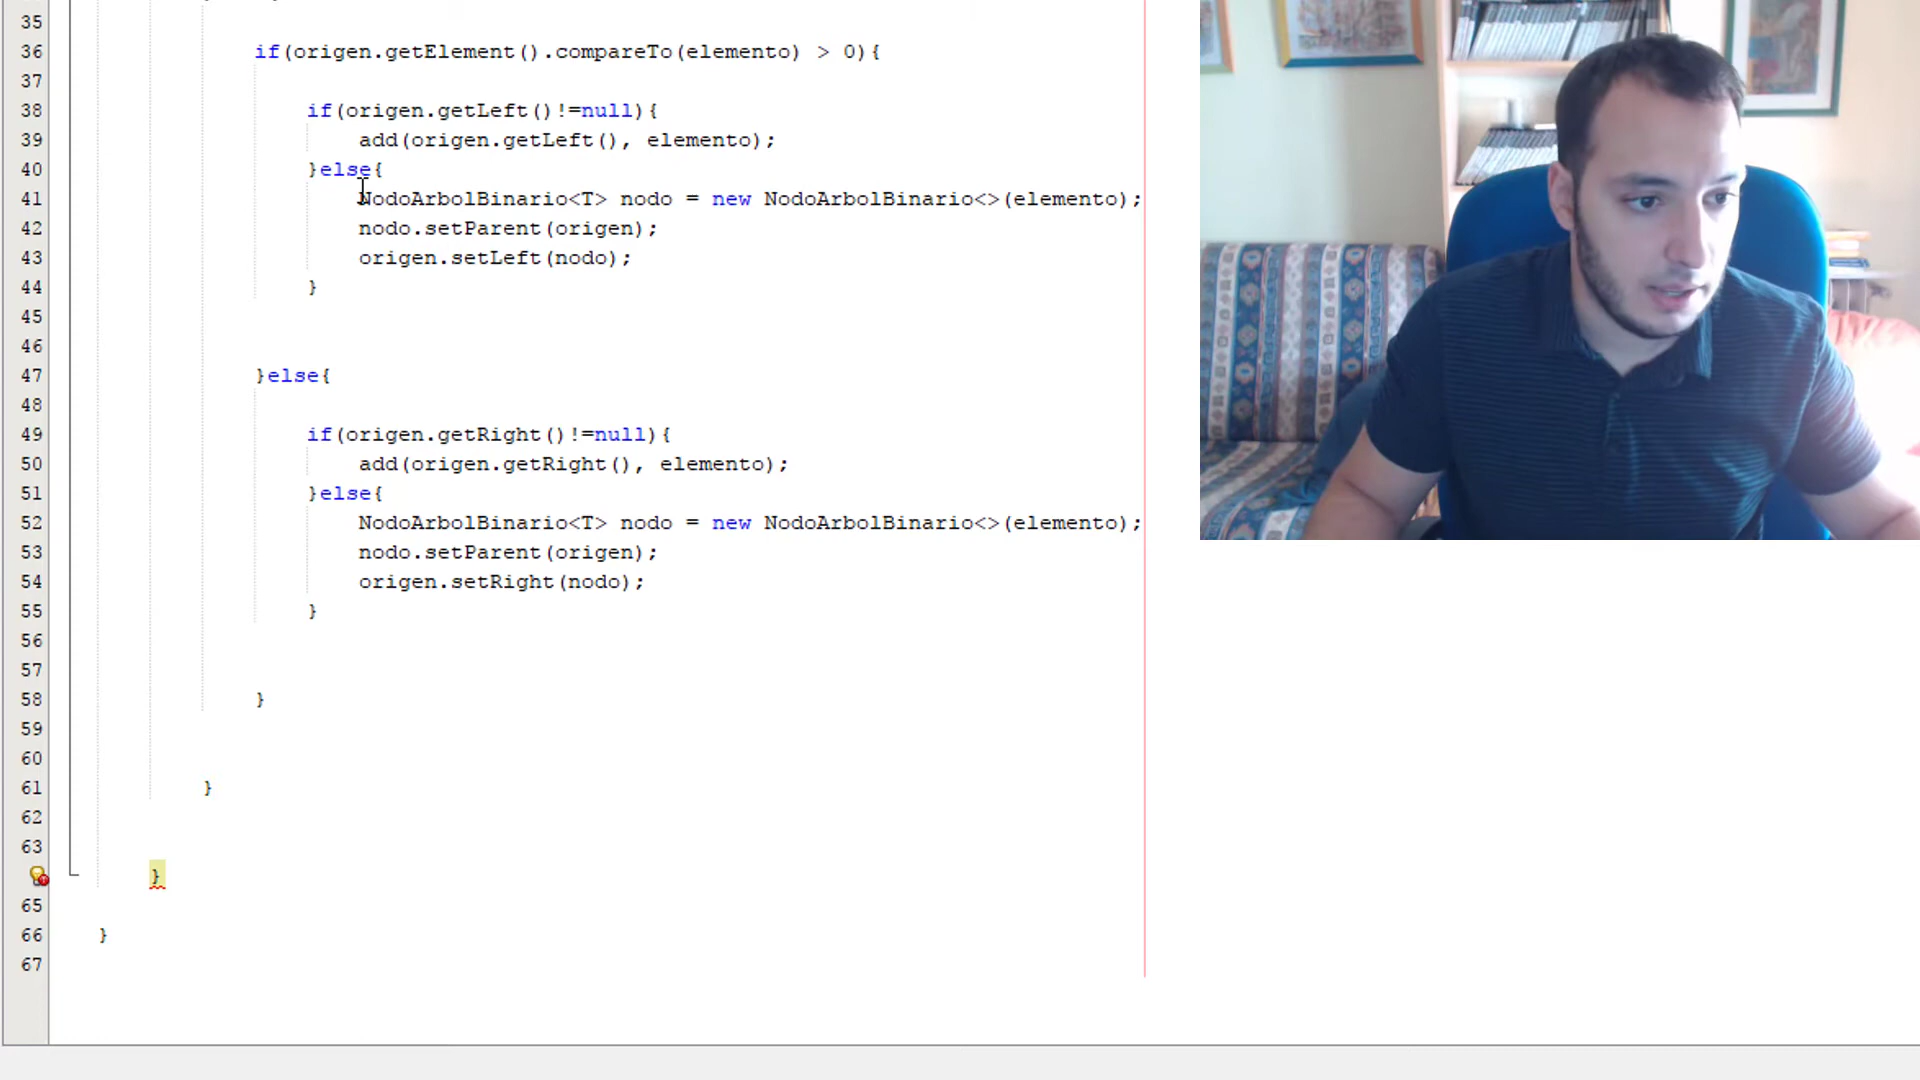 35
36 if(origen.getElement().compareTo(elemento) > 0){
37
38 if(origen.getLeft()!=null){
39 add(origen.getLeft(), elemento);
40 }else{
41 NodoArbolBinario<T> nodo = new NodoArbolBinario<>(elemento);
42 nodo.setParent(origen);
43 origen.setLeft(nodo);
44 }
45
46
47 }else{
48
49 if(origen.getRight()!=null){
50 add(origen.getRight(), elemento);
51 }else{
52 NodoArbolBinario<T> nodo = new NodoArbolBinario<>(elemento);
53 nodo.setParent(origen);
54 origen.setRight(nodo);
55 }
56
57
58 }
59
60
61 }
62
63
}
65
66 }
67